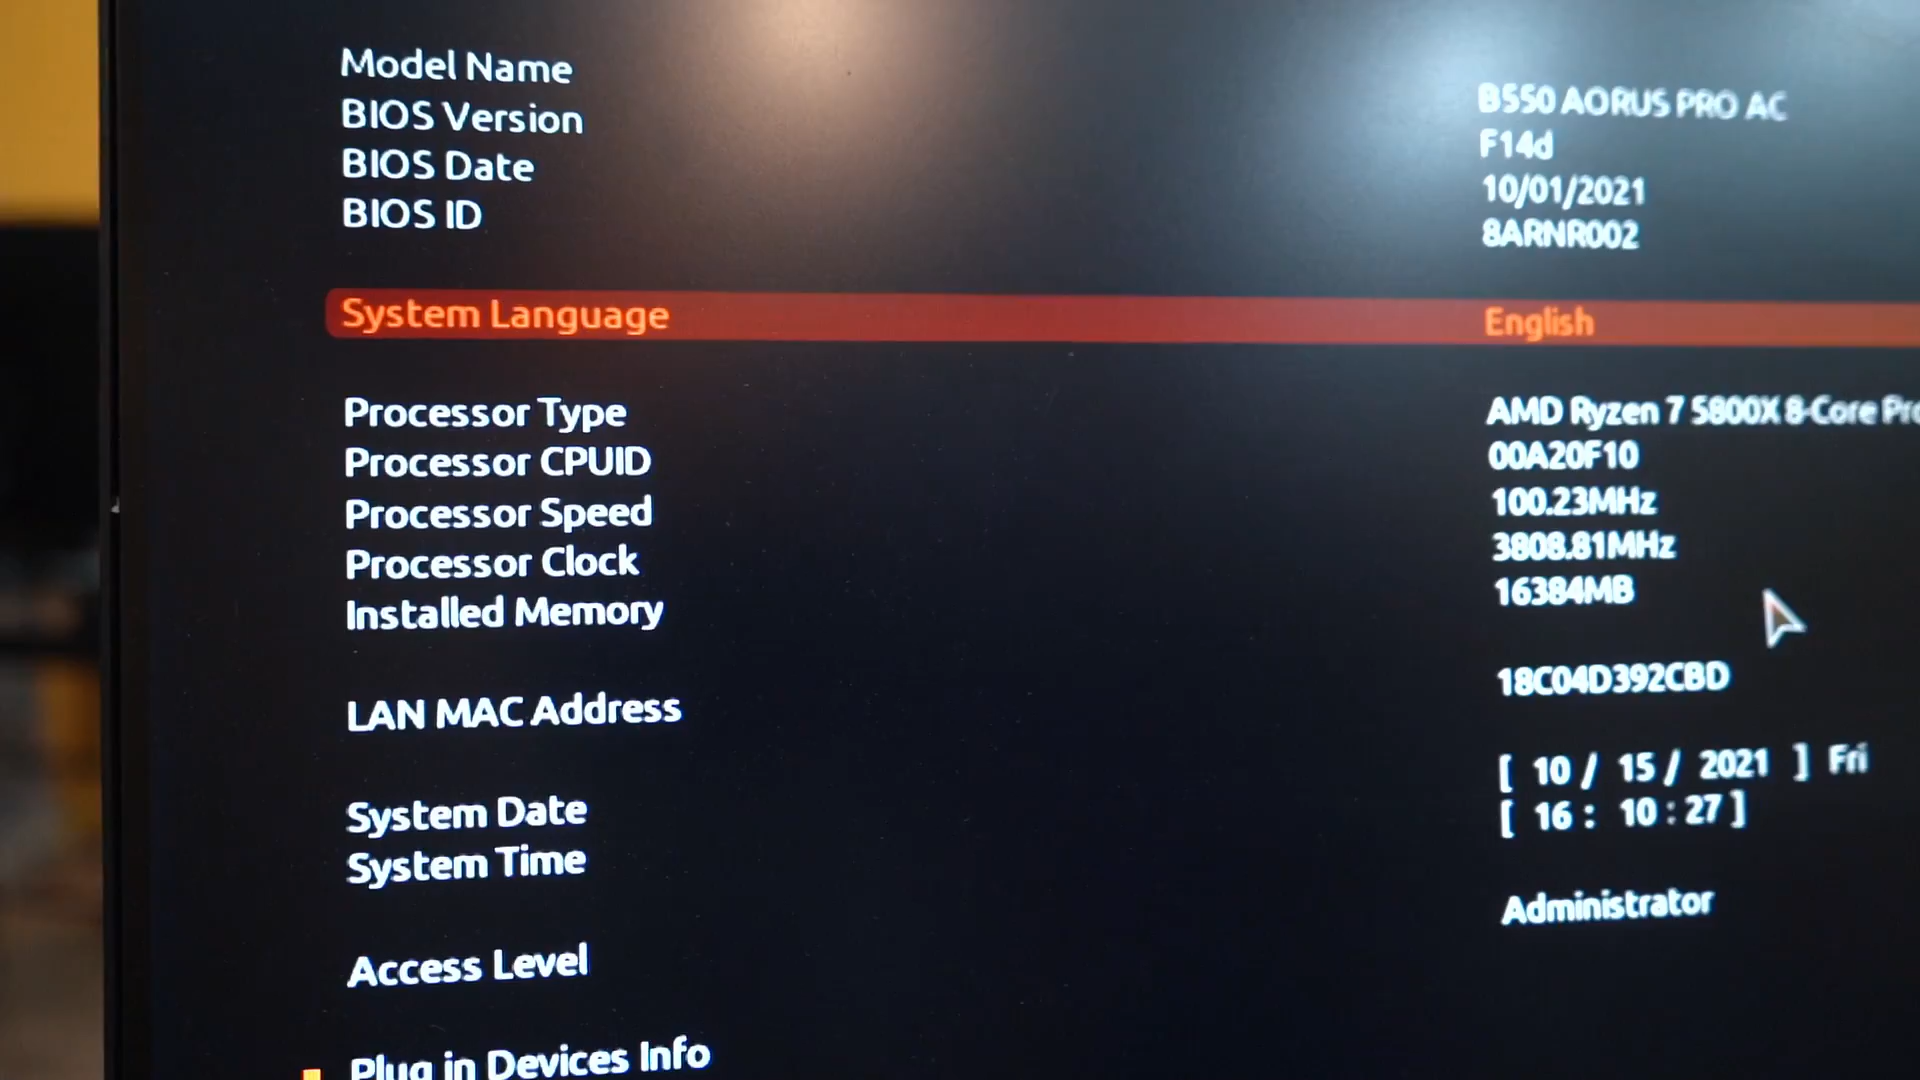 Model Name B550 AORUS PRO AC
BIOS Version F14d
BIOS Date 10/01/2021
BIOS ID 8ARNR002
System Language English
Processor Type AMD Ryzen 7 5800X 8-Core Pro
Processor CPUID 00A20F10
Processor Speed 100.23MHz
Processor Clock 3808.81MHz
Installed Memory 16384MB
LAN MAC Address 18C04D392CBD
System Date [ 10 / 15 / 2021 ] Fri
System Time [ 16 : 10 : 27 ]
Access Level Administrator
Plug in Devices Info